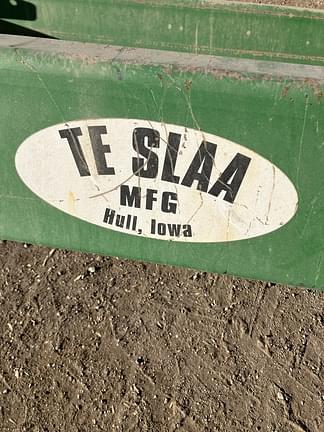 TE SLAA
MFG
Hull, Iowa